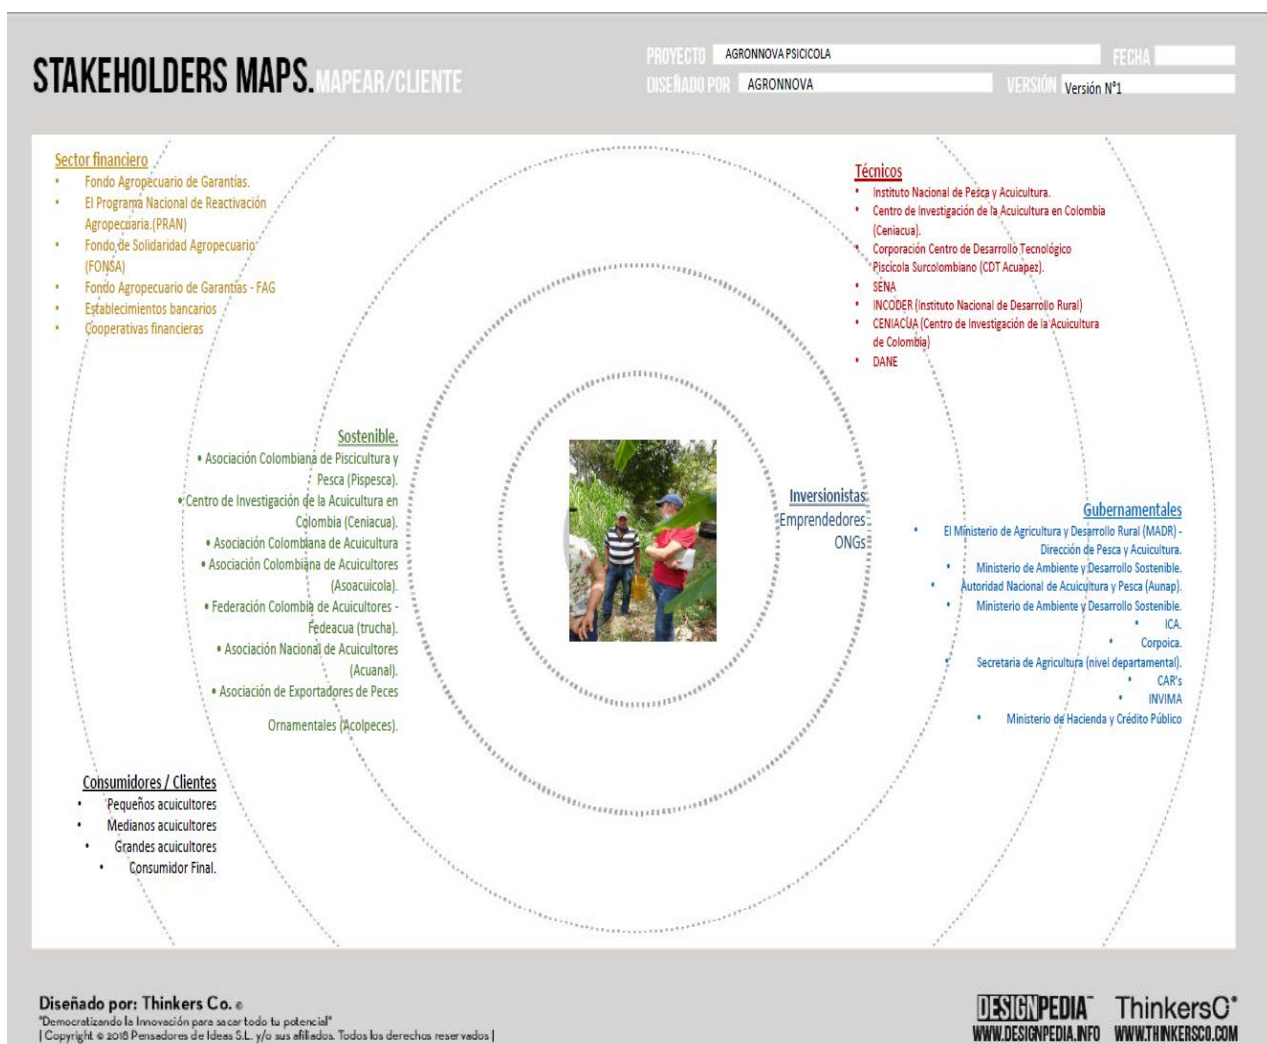 STAKEHOLDERS MAPS. MAPEAR/CLIENTE
PROYECTO AGRONNOVA PSICICOLA
FECHA
DISEÑADO POR AGRONNOVA
VERSIÓN Versión N°1
Sector financiero
• Fondo Agropecuario de Garantías.
• El Programa Nacional de Reactivación
Agropecuaria.(PRAN)
• Fondo de Solidaridad Agropecuario
(FONSA)
• Fondo Agropecuario de Garantías - FAG
• Establecimientos bancarios
• Cooperativas financieras
Técnicos
• Instituto Nacional de Pesca y Acuicultura.
• Centro de Investigación de la Acuicultura en Colombia
(Ceniacua).
• Corporación Centro de Desarrollo Tecnológico
Piscícola Surcolombiano (CDT Acuapez).
• SENA
• INCODER (Instituto Nacional de Desarrollo Rural)
• CENIACUA (Centro de Investigación de la Acuicultura
de Colombia)
• DANE
Sostenible.
• Asociación Colombiana de Piscicultura y
Pesca (Pispesca).
• Centro de Investigación de la Acuicultura en
Colombia (Ceniacua).
• Asociación Colombiana de Acuicultura
• Asociación Colombiana de Acuicultores
(Asoacuicola).
• Federación Colombia de Acuicultores -
Fedeacua (trucha).
• Asociación Nacional de Acuicultores
(Acuanal).
• Asociación de Exportadores de Peces
Ornamentales (Acolpeces).
Inversionistas
Emprendedores
ONGs
Gubernamentales
• El Ministerio de Agricultura y Desarrollo Rural (MADR) -
Dirección de Pesca y Acuicultura.
• Ministerio de Ambiente y Desarrollo Sostenible.
• Autoridad Nacional de Acuicultura y Pesca (Aunap).
• Ministerio de Ambiente y Desarrollo Sostenible.
• ICA.
• Corpoica.
• Secretaria de Agricultura (nivel departamental).
• CAR's
• INVIMA
• Ministerio de Hacienda y Crédito Público
Consumidores / Clientes
• Pequeños acuicultores
• Medianos acuicultores
• Grandes acuicultores
• Consumidor Final.
Diseñado por: Thinkers Co. ©
"Democratizando la Innovación para sacar todo tu potencial"
| Copyright © 2018 Pensadores de Ideas S.L. y/o sus afiliados. Todos los derechos reservados |
DESIGNPEDIA™
WWW.DESIGNPEDIA.INFO
ThinkersCo
WWW.THINKERSCO.COM